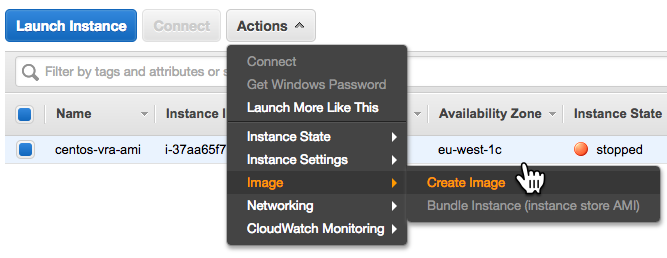 Launch Instance Connect Actions
Filter by tags and attributes or s
Name Instance I Availability Zone Instance State
centos-vra-ami i-37aa65f7 eu-west-1c stopped
Connect
Get Windows Password
Launch More Like This
Instance State
Instance Settings
Image
Networking
CloudWatch Monitoring
Create Image
Bundle Instance (instance store AMI)